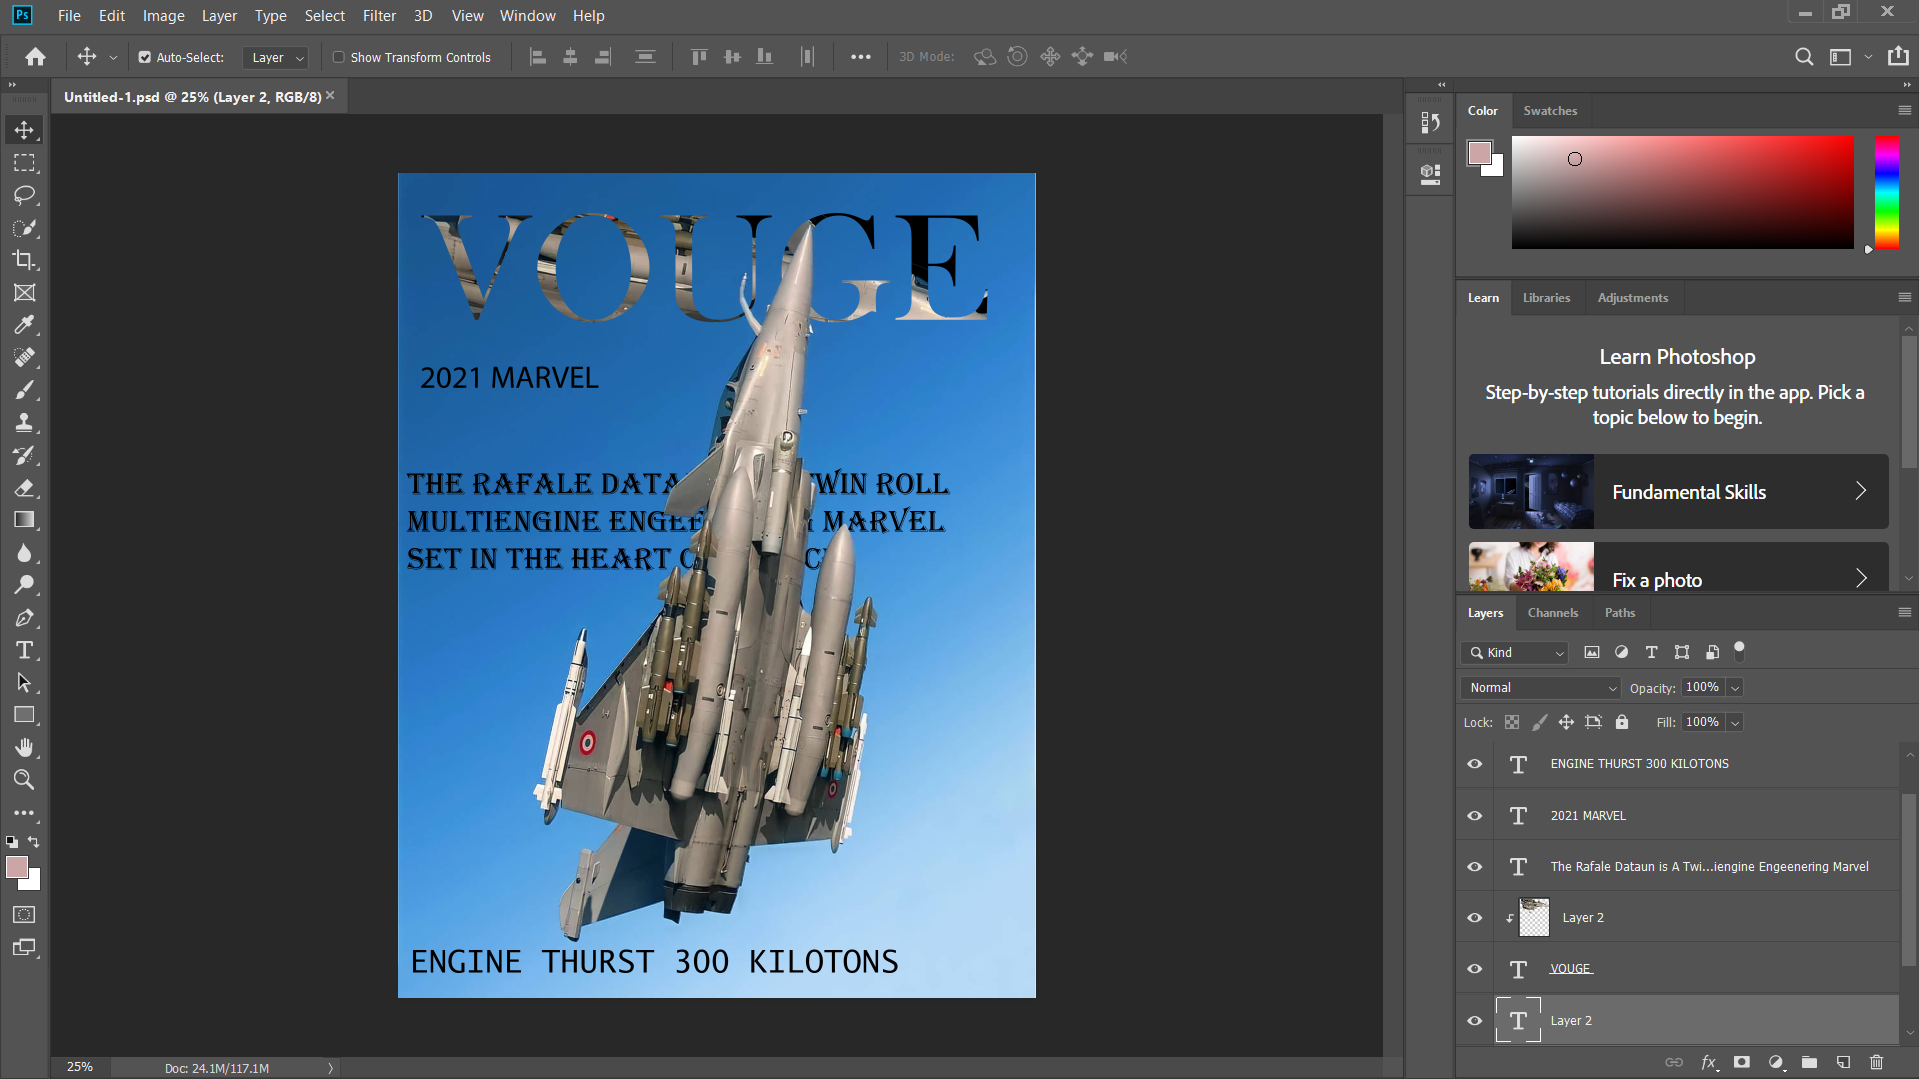 Ps File Edit Image Layer Type Select Filter 3D View Window Help
Auto-Select: Layer Show Transform Controls 3D Mode:
Untitled-1.psd @ 25% (Layer 2, RGB/8)
VOUGE
2021 MARVEL
THE RAFALE DATA WIN ROLL
MULTIENGINE ENGEE MARVEL
SET IN THE HEART
ENGINE THURST 300 KILOTONS
25% Doc: 24.1M/117.1M
Color Swatches
Learn Libraries Adjustments
Learn Photoshop
Step-by-step tutorials directly in the app. Pick a
topic below to begin.
Fundamental Skills
Fix a photo
Layers Channels Paths
Kind
Normal Opacity: 100%
Lock: Fill: 100%
T ENGINE THURST 300 KILOTONS
T 2021 MARVEL
T The Rafale Dataun is A Twi...iengine Engeenering Marvel
Layer 2
T VOUGE
T Layer 2
fx